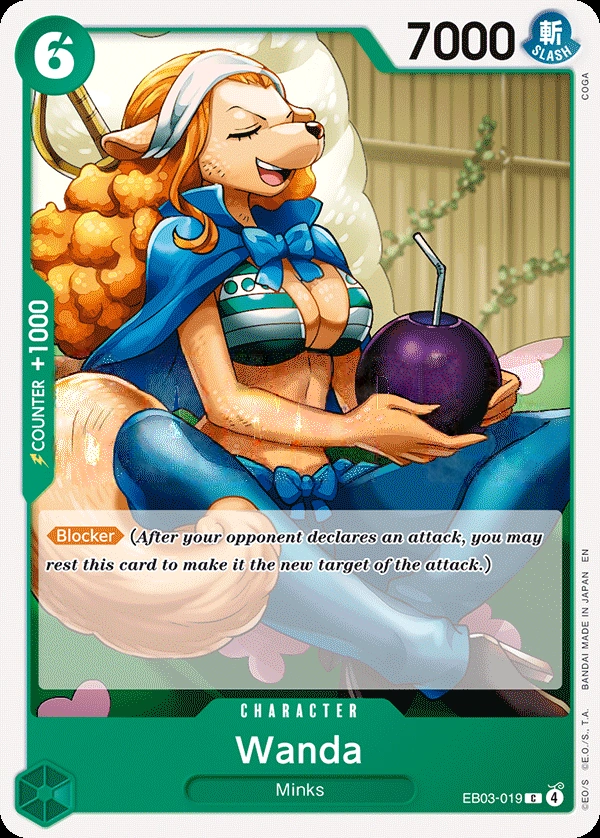 6
7000
斬
SLASH
COGA
COUNTER +1000
Blocker (After your opponent declares an attack, you may
rest this card to make it the new target of the attack.)
BANDAI MADE IN JAPAN EN
©E.O./S., T.A.
©EO/S
CHARACTER
Wanda
Minks
EB03-019 C 4